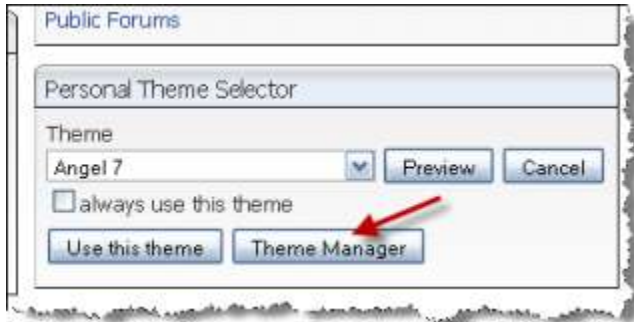 Public Forums
Personal Theme Selector
Theme
Angel 7 Preview Cancel
always use this theme
Use this theme Theme Manager